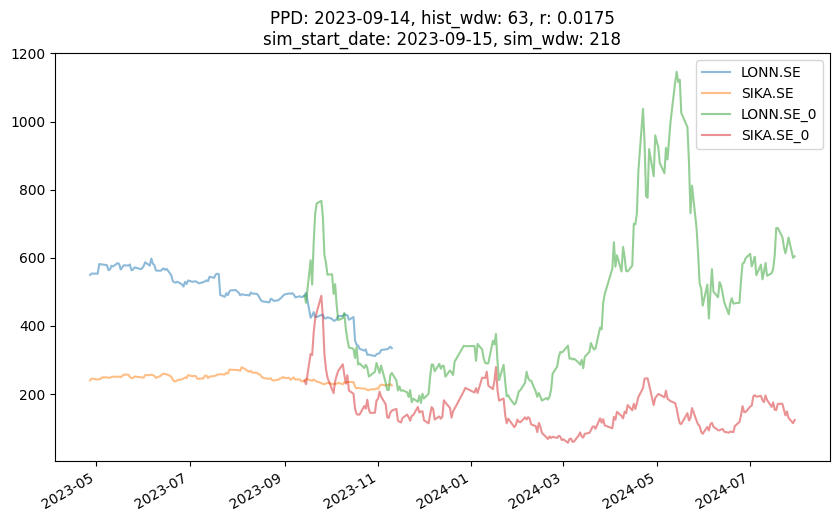 PPD: 2023-09-14, hist_wdw: 63, r: 0.0175
sim_start_date: 2023-09-15, sim_wdw: 218
1200
1000
800
600
400
200
LONN.SE
SIKA.SE
LONN.SE_0
SIKA.SE_0
2023-05
2023-07
2023-09
2023-11
2024-01
2024-03
2024-05
2024-07